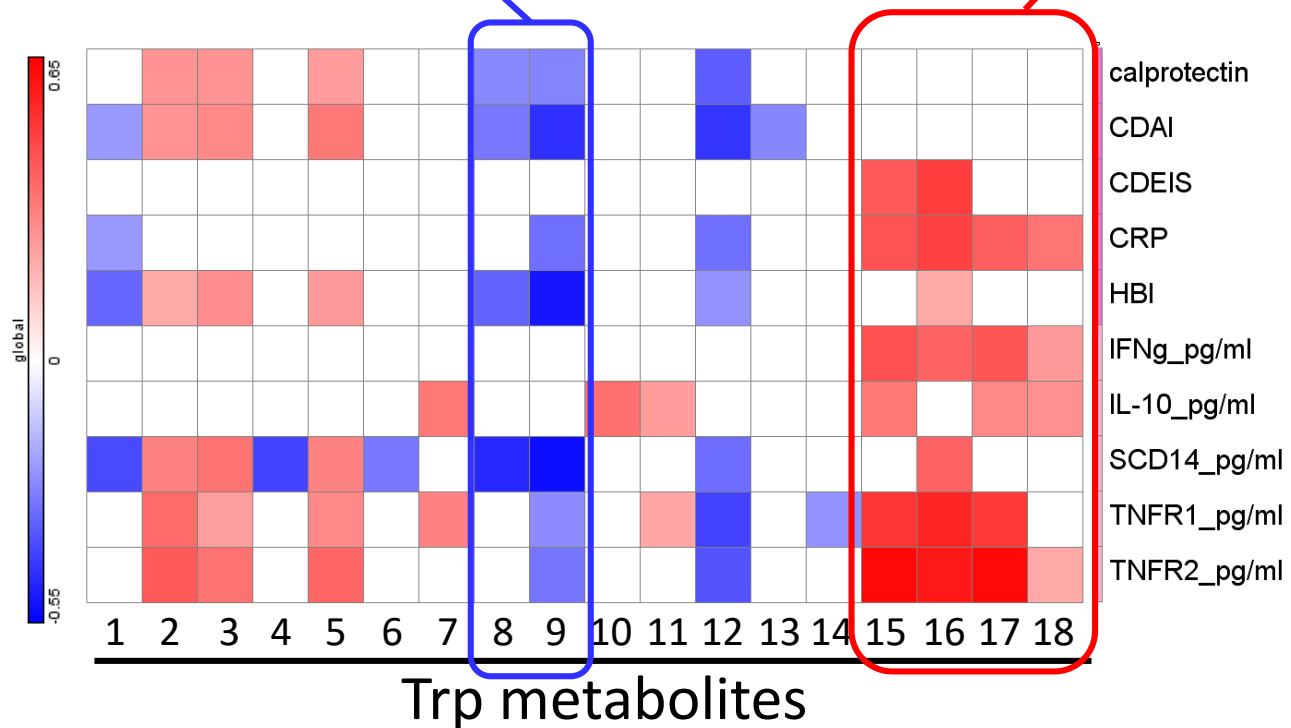 0.65
calprotectin
CDAI
CDEIS
CRP
HBI
global
0
IFNg_pg/ml
IL-10_pg/ml
SCD14_pg/ml
TNFR1_pg/ml
TNFR2_pg/ml
-0.55
1 2 3 4 5 6 7 8 9 10 11 12 13 14 15 16 17 18
Trp metabolites